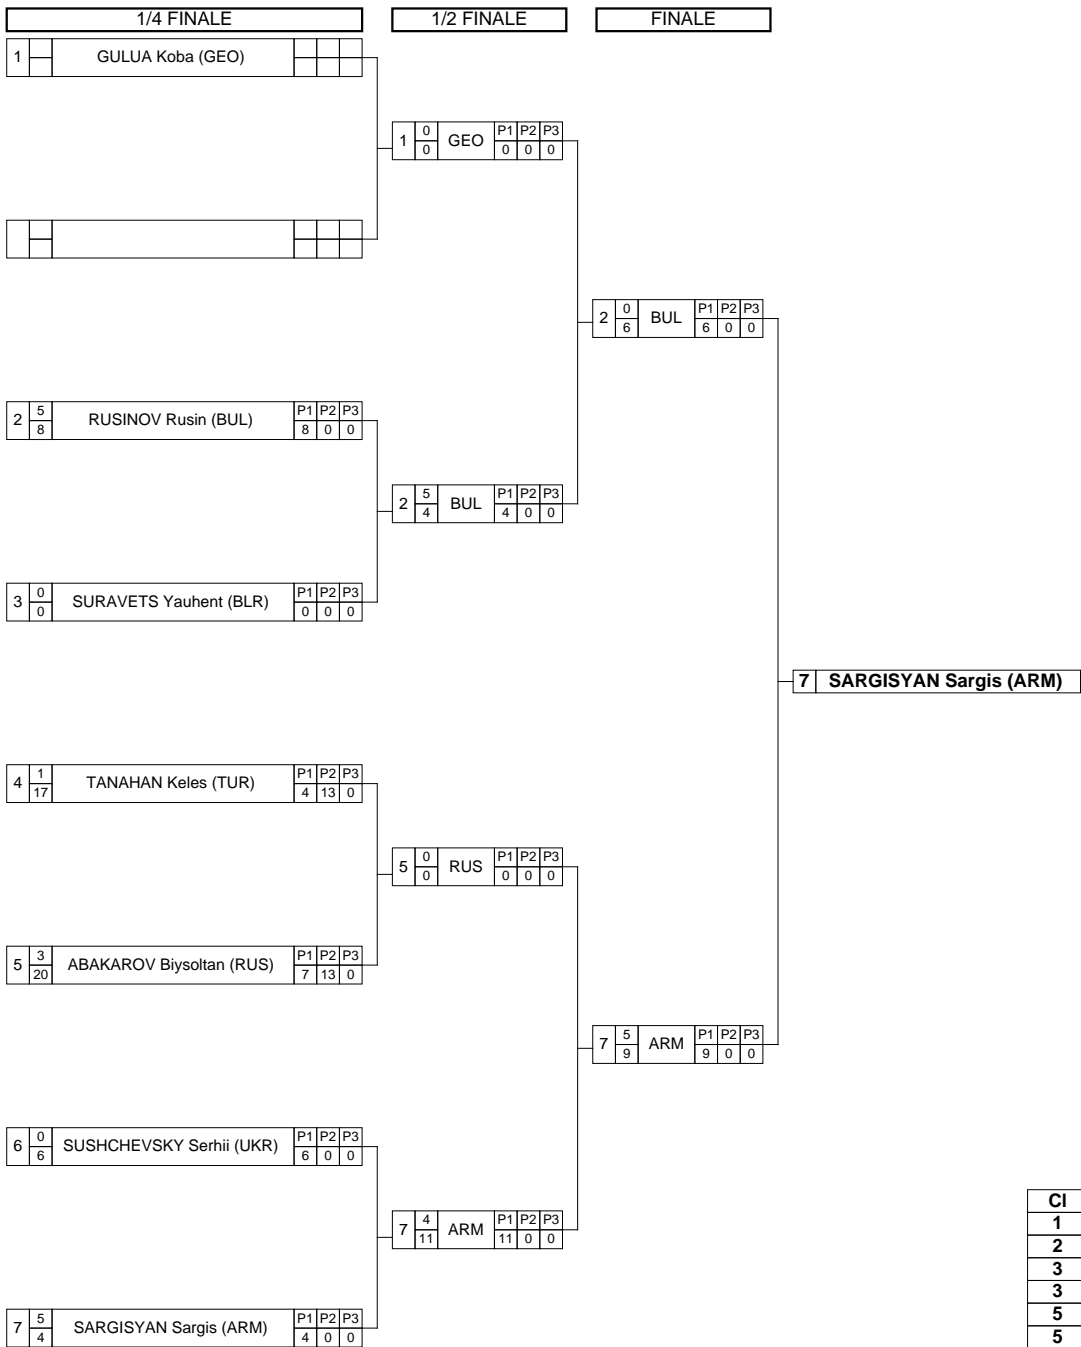 1/4 FINALE 1/2 FINALE FINALE
1 GULUA Koba (GEO)
1 0 0 GEO P1 P2 P3 0 0 0
2 0 6 BUL P1 P2 P3 6 0 0
2 5 8 RUSINOV Rusin (BUL) P1 P2 P3 8 0 0
2 5 4 BUL P1 P2 P3 4 0 0
3 0 0 SURAVETS Yauhent (BLR) P1 P2 P3 0 0 0
7 SARGISYAN Sargis (ARM)
4 1 17 TANAHAN Keles (TUR) P1 P2 P3 4 13 0
5 0 0 RUS P1 P2 P3 0 0 0
5 3 20 ABAKAROV Biysoltan (RUS) P1 P2 P3 7 13 0
7 5 9 ARM P1 P2 P3 9 0 0
6 0 6 SUSHCHEVSKY Serhii (UKR) P1 P2 P3 6 0 0
7 4 11 ARM P1 P2 P3 11 0 0
7 5 4 SARGISYAN Sargis (ARM) P1 P2 P3 4 0 0
Cl
1
2
3
3
5
5